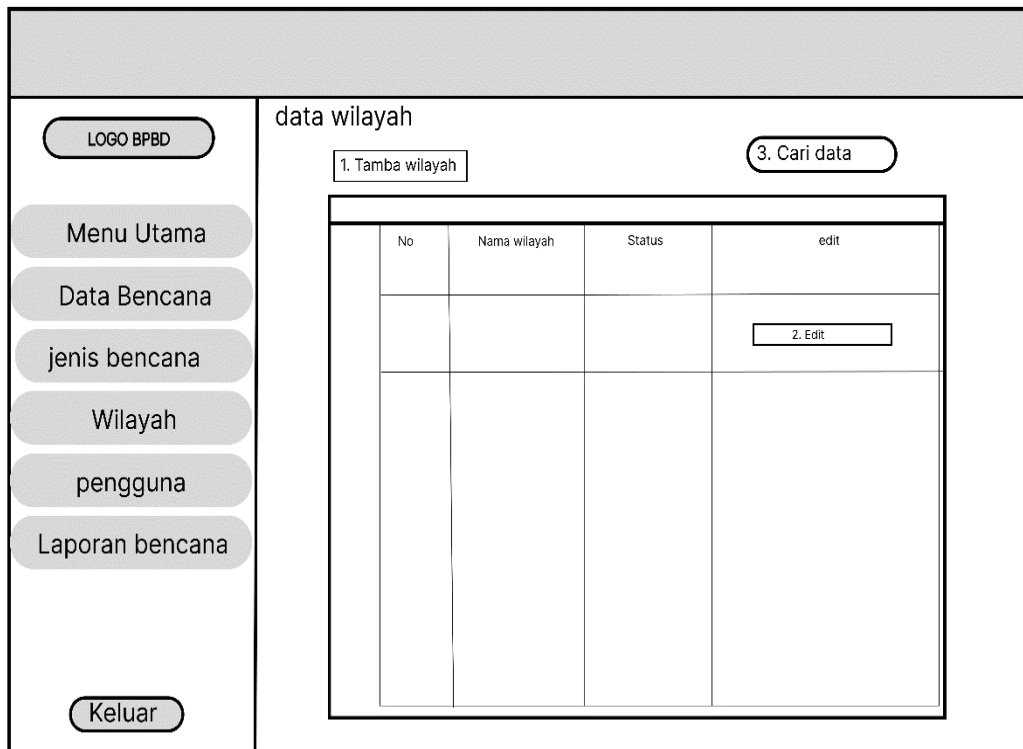 LOGO BPBD
Menu Utama
Data Bencana
jenis bencana
Wilayah
pengguna
Laporan bencana
Keluar
data wilayah
1. Tamba wilayah
3. Cari data
No Nama wilayah Status edit
2. Edit